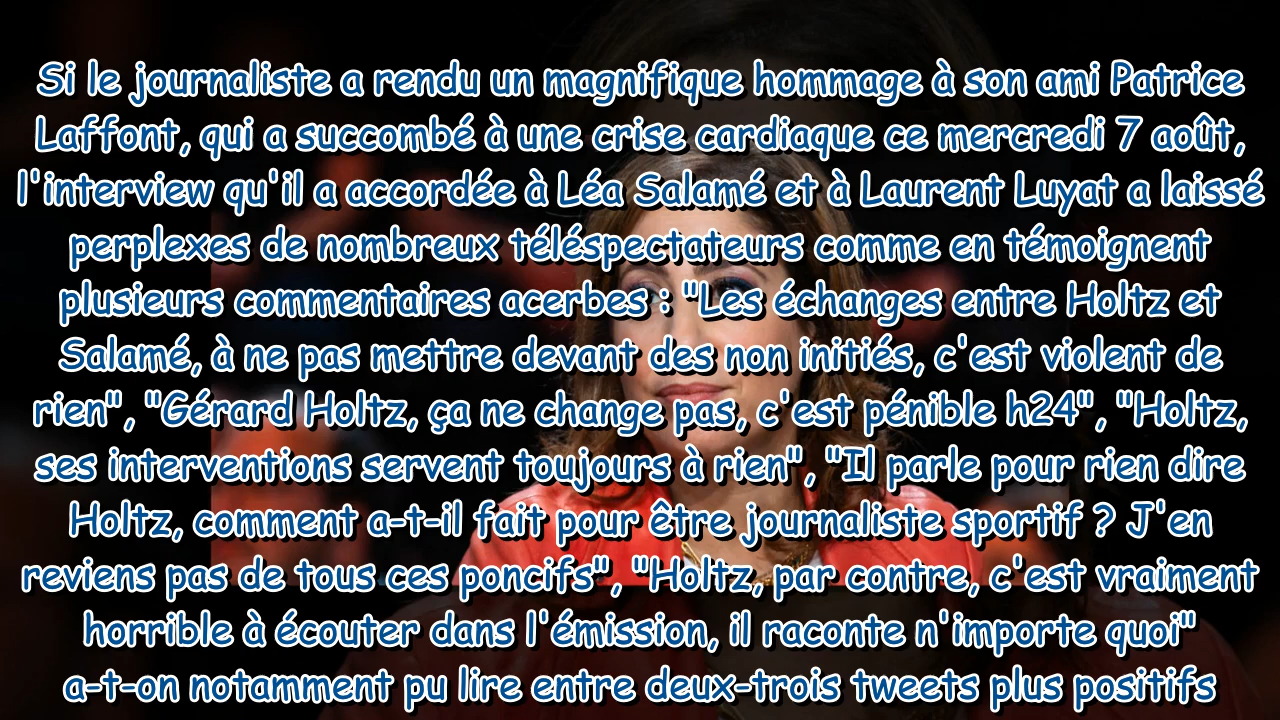 Si le journaliste a rendu un magnifique hommage à son ami Patrice
Laffont, qui a succombé à une crise cardiaque ce mercredi 7 août,
l'interview qu'il a accordée à Léa Salamé et à Laurent Luyat a laissé
perplexes de nombreux téléspectateurs comme en témoignent
plusieurs commentaires acerbes : "Les échanges entre Holtz et
Salamé, à ne pas mettre devant des non initiés, c'est violent de
rien", "Gérard Holtz, ça ne change pas, c'est pénible h24", "Holtz,
ses interventions servent toujours à rien", "Il parle pour rien dire
Holtz, comment a-t-il fait pour être journaliste sportif ? J'en
reviens pas de tous ces poncifs", "Holtz, par contre, c'est vraiment
horrible à écouter dans l'émission, il raconte n'importe quoi"
a-t-on notamment pu lire entre deux-trois tweets plus positifs